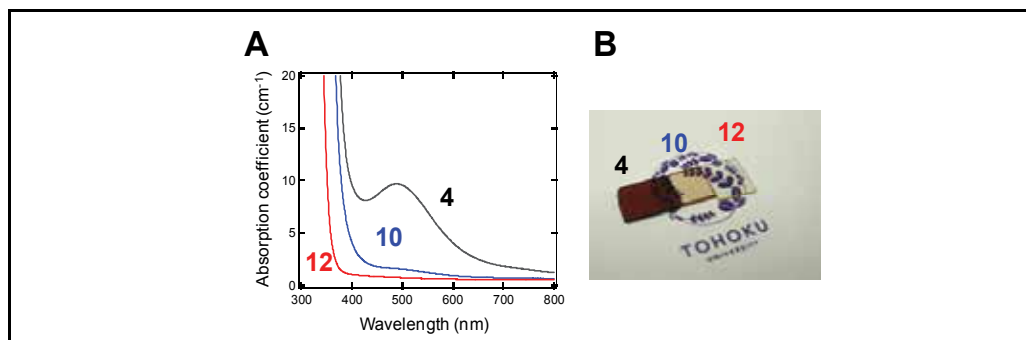 A
B
20
15
10
5
0
Absorption coefficient (cm⁻¹)
4
10
12
300 400 500 600 700 800
Wavelength (nm)
12
10
4
TOHOKU
UNIVERSITY